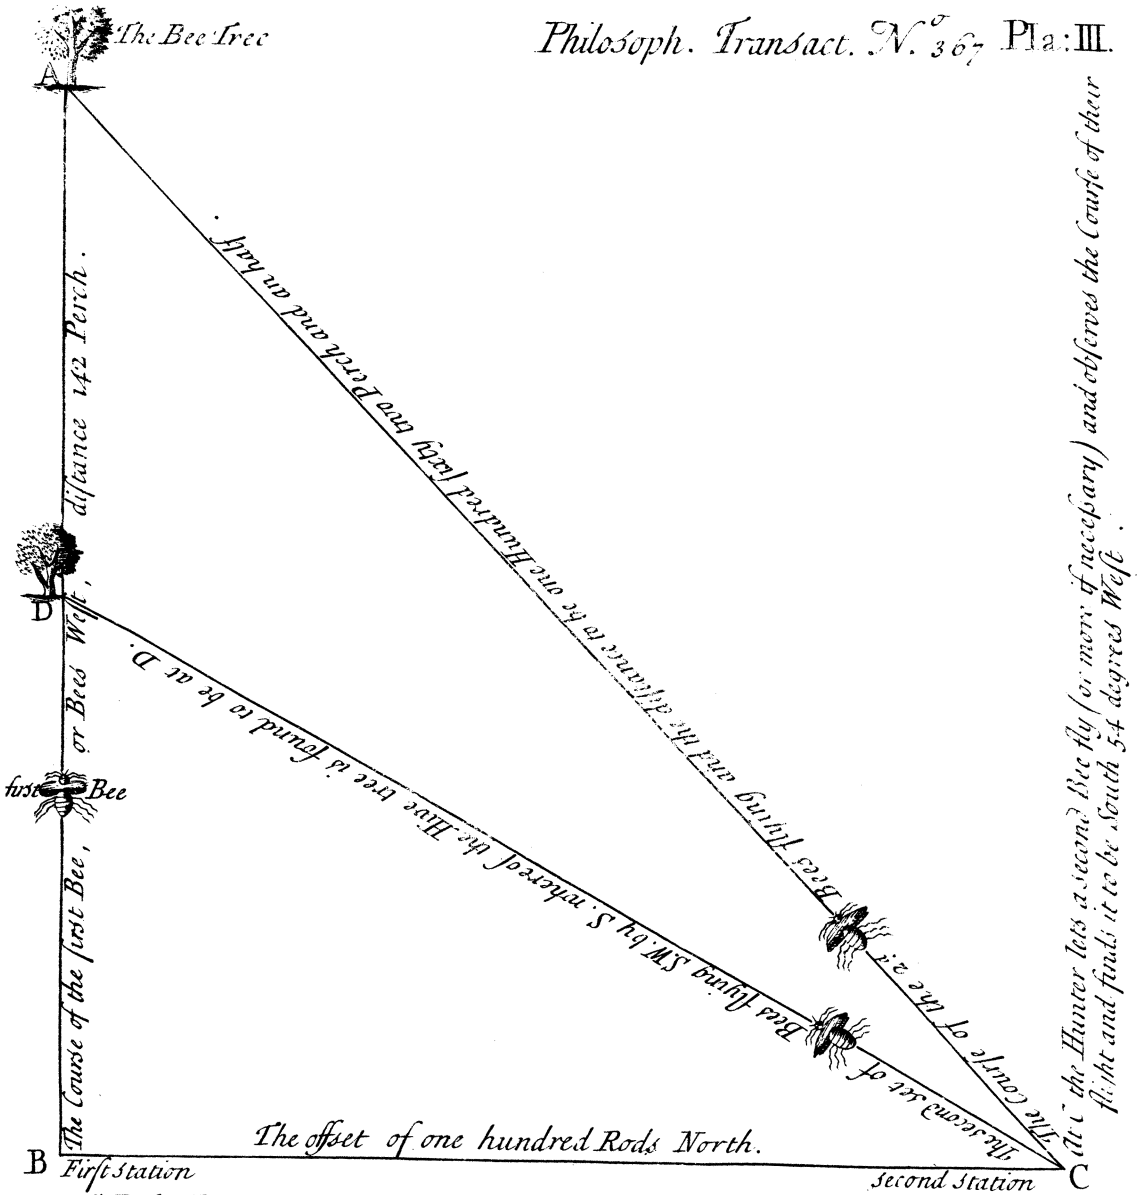 The Bee Tree
Philosoph. Transact. N.º 367 Pla: III.
A
The Course of the first Bee, or Bees West, distance 142 Perch.
D
first Bee
The Course of the 2d. Bees flying and the distance to be one Hundred ſixty two Perch and an half.
The second set of Bees flying SW. by S. whereof the Hive tree is found to be at D.
The offset of one hundred Rods North.
B
Firſt station
second station
C
At C the Hunter lets a second Bee fly (or more if neceſsary) and obſerves the Courſe of their
flight and finds it to be South 54 degrees Weſt.